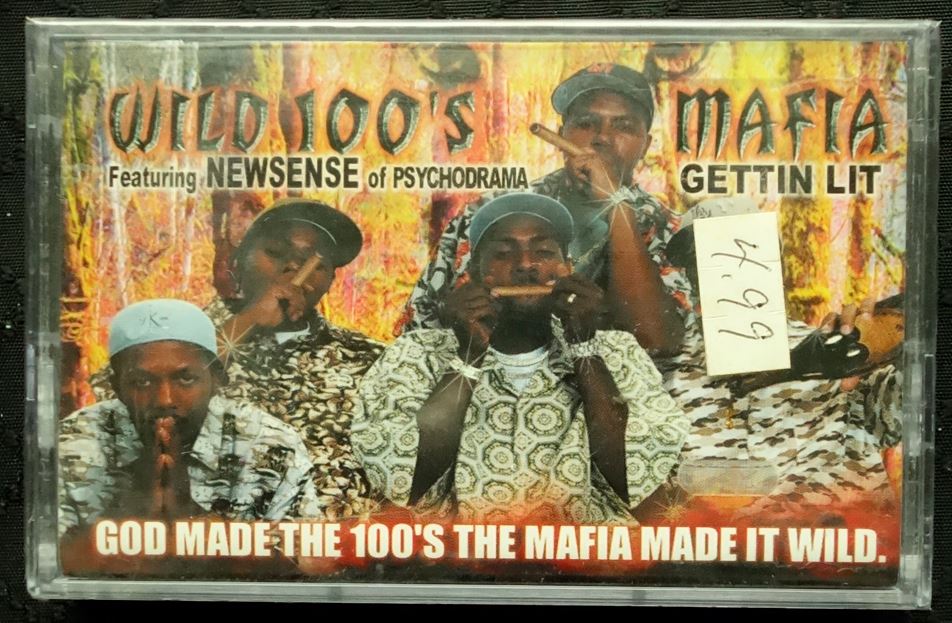 WILD 100'S MAFIA
Featuring NEWSENSE of PSYCHODRAMA GETTIN LIT
4.99
GOD MADE THE 100'S THE MAFIA MADE IT WILD.